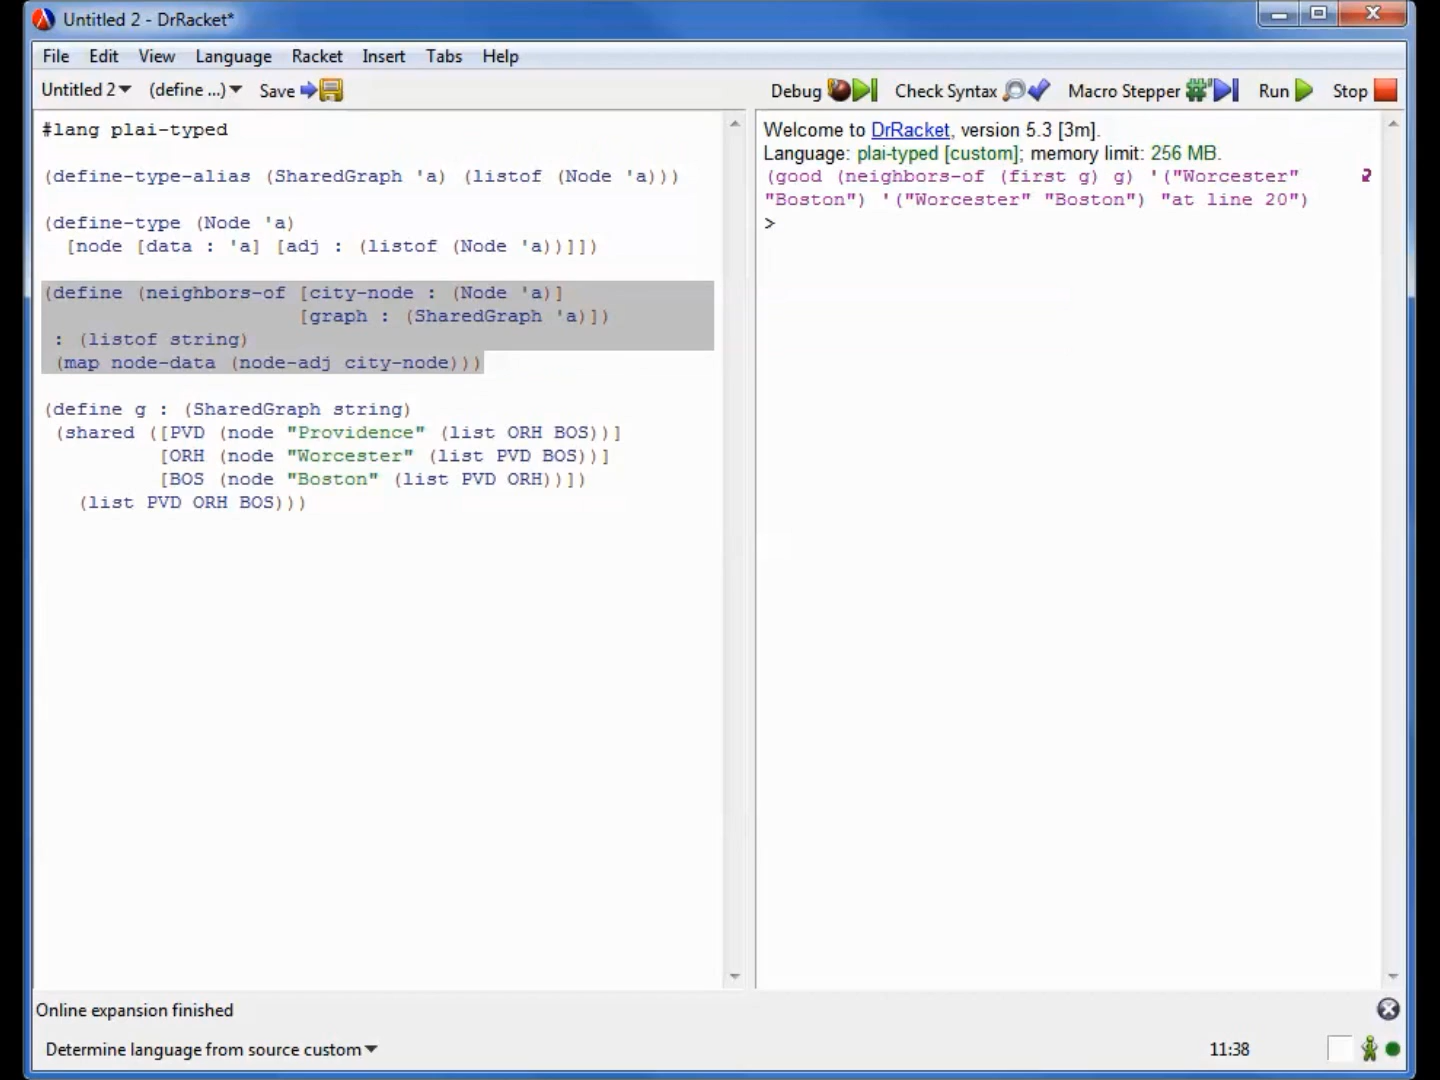 Untitled 2 - DrRacket*
File Edit View Language Racket Insert Tabs Help
Untitled 2 (define ...) Save Debug Check Syntax Macro Stepper Run Stop
#lang plai-typed
(define-type-alias (SharedGraph 'a) (listof (Node 'a)))
(define-type (Node 'a)
[node [data : 'a] [adj : (listof (Node 'a))]])
(define (neighbors-of [city-node : (Node 'a)]
[graph : (SharedGraph 'a)])
: (listof string)
(map node-data (node-adj city-node)))
(define g : (SharedGraph string)
(shared ([PVD (node "Providence" (list ORH BOS))]
[ORH (node "Worcester" (list PVD BOS))]
[BOS (node "Boston" (list PVD ORH))])
(list PVD ORH BOS)))
Welcome to DrRacket, version 5.3 [3m].
Language: plai-typed [custom]; memory limit: 256 MB.
(good (neighbors-of (first g) g) '("Worcester"
"Boston") '("Worcester" "Boston") "at line 20")
>
Online expansion finished
Determine language from source custom 11:38